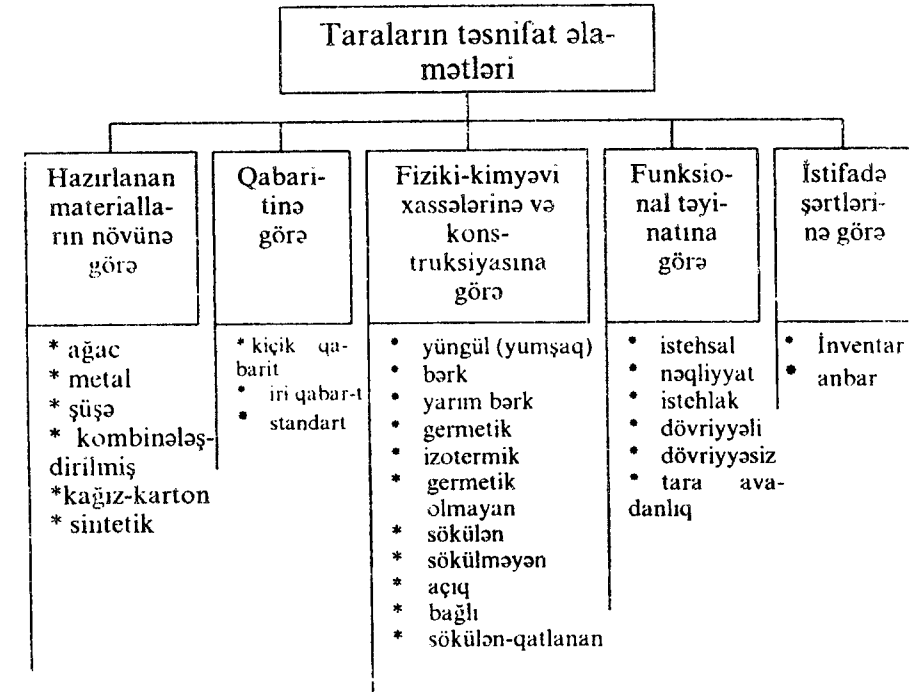 Taraların təsnifat əla-
mətləri
Hazırlanan
materialla-
rın növünə
görə
* ağac
* metal
* şüşə
* kombinələş-
dirilmiş
*kağız-karton
* sintetik
Qabari-
tinə
görə
* kiçik qa-
barit
* iri qabar-t
* standart
Fiziki-kimyəvi
xassələrinə və
kons-
truksiyasına
görə
* yüngül (yumşaq)
* bərk
* yarım bərk
* germetik
* izotermik
* germetik
olmayan
* sökülən
* sökülməyən
* açıq
* bağlı
* sökülən-qatlanan
Funksio-
nal təyi-
natına
görə
* istehsal
* nəqliyyat
* istehlak
* dövriyyəli
* dövriyyəsiz
* tara ava-
danlıq
İstifadə
şərtləri-
nə görə
* İnventar
* anbar